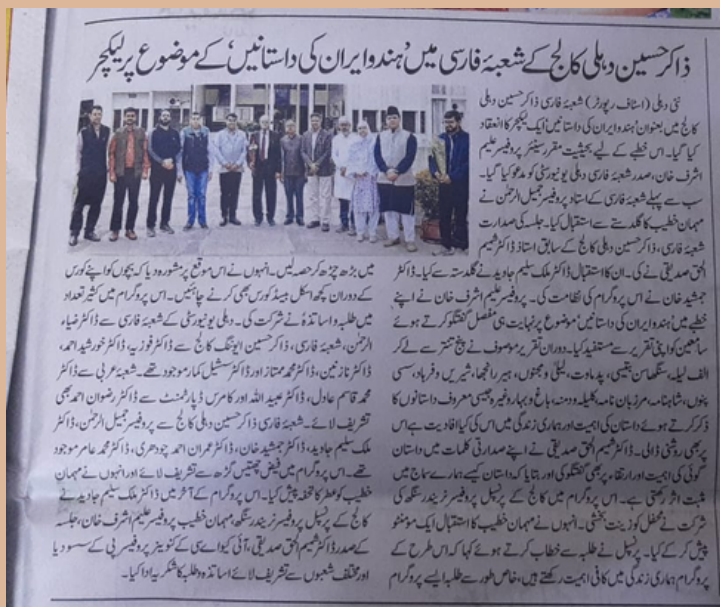 ذاکر حسین دہلی کالج کے شعبۂ فارسی میں ’ہندو ایران کی داستانیں‘ کے موضوع پر لیکچر
نئی دہلی (اسٹاف رپورٹر) شعبۂ فارسی ذاکر حسین دہلی
کالج میں بعنوان ’ہندو ایران کی داستانیں‘ ایک لیکچر کا انعقاد
کیا گیا۔ اس خطبے کے لیے بحیثیت مقرر سینئر پروفیسر علیم
اشرف خان، صدر شعبۂ فارسی دہلی یونیورسٹی کو مدعو کیا گیا۔
سب سے پہلے شعبۂ فارسی کے استاد پروفیسر جمیل الرحمٰن نے
مہمان خطیب کا گلدستے سے استقبال کیا۔ جلسہ کی صدارت
شعبۂ فارسی، ذاکر حسین دہلی کالج کے سابق استاذ ڈاکٹر شمیم
الحق صدیقی نے کی۔ ان کا استقبال ڈاکٹر ملک سلیم جاوید نے گلدستہ سے کیا۔ ڈاکٹر
جمشید خان نے اس پروگرام کی نظامت کی۔ پروفیسر علیم اشرف خان نے اپنے
خطبے میں ’ہندو ایران کی داستانیں‘ موضوع پر نہایت ہی مفصل گفتگو کرتے ہوئے
سامعین کو اپنی تقریر سے مستفید کیا۔ دوران تقریر موصوف نے پنچ تنتر سے لے کر
الف لیلہ، سنگھاسن بتیسی، پدماوت، لیلیٰ و مجنوں، ہیر رانجھا، شیریں و فرہاد، سسی
پنوں، شاہنامہ، مرزبان نامہ، کلیلہ و دمنہ، باغ و بہار وغیرہ جیسی معروف داستانوں کا
ذکر کرتے ہوئے داستان کی اہمیت اور ہماری زندگی میں اس کی کیا افادیت ہے اس
پر بھی روشنی ڈالی۔ ڈاکٹر شمیم الحق صدیقی نے اپنے صدارتی کلمات میں داستان
گوئی کی اہمیت اور ارتقاء پر بھی گفتگو کی اور بتایا کہ داستان کیسے ہمارے سماج میں
مثبت اثر رکھتی ہے۔ اس پروگرام میں کالج کے پرنسپل پروفیسر نریندر سنگھ کی
شرکت نے محفل کو زینت بخشی۔ انہوں نے مہمان خطیب کا استقبال ایک مومنٹو
پیش کر کے کیا۔ پرنسپل نے طلبہ سے خطاب کرتے ہوئے کہا کہ اس طرح کے
پروگرام ہماری زندگی میں کافی اہمیت رکھتے ہیں، خاص طور سے طلبہ ایسے پروگرام
میں بڑھ چڑھ کر حصہ لیں۔ انہوں نے اس موقع پر مشورہ دیا کہ بچوں کو اپنے کورس
کے دوران کچھ اسکل بیسڈ کورس بھی کرنے چاہئیں۔ اس پروگرام میں کثیر تعداد
میں طلبہ و اساتذہ نے شرکت کی۔ دہلی یونیورسٹی کے شعبۂ فارسی سے ڈاکٹر ضیاء
الرحمٰن، شعبۂ فارسی، ذاکر حسین ایوننگ کالج سے ڈاکٹر فوزیہ، ڈاکٹر خورشید احمد،
ڈاکٹر نازنین، ڈاکٹر محمد ممتاز اور ڈاکٹر سشیل کمار موجود تھے۔ شعبۂ عربی سے ڈاکٹر
محمد قاسم عادل، ڈاکٹر عبید اللہ اور کامرس ڈپارٹمنٹ سے ڈاکٹر رضوان احمد بھی
تشریف لائے۔ شعبۂ فارسی ذاکر حسین دہلی کالج سے پروفیسر جمیل الرحمٰن، ڈاکٹر
ملک سلیم جاوید، ڈاکٹر جمشید خان، ڈاکٹر عمران احمد چودھری، ڈاکٹر محمد عامر موجود
تھے۔ اس پروگرام میں فیض چھتیس گڑھ سے تشریف لائے اور انہوں نے مہمان
خطیب کو عطر کا تحفہ پیش کیا۔ اس پروگرام کے آخر میں ڈاکٹر ملک سلیم جاوید نے
کالج کے پرنسپل پروفیسر نریندر سنگھ، مہمان خطیب پروفیسر علیم اشرف خان، جلسہ
کے صدر ڈاکٹر شمیم الحق صدیقی، آئی کیو اے سی کے کنوینر پروفیسر پی کے سمودیا
اور مختلف شعبوں سے تشریف لائے اساتذہ و طلبہ کا شکریہ ادا کیا۔